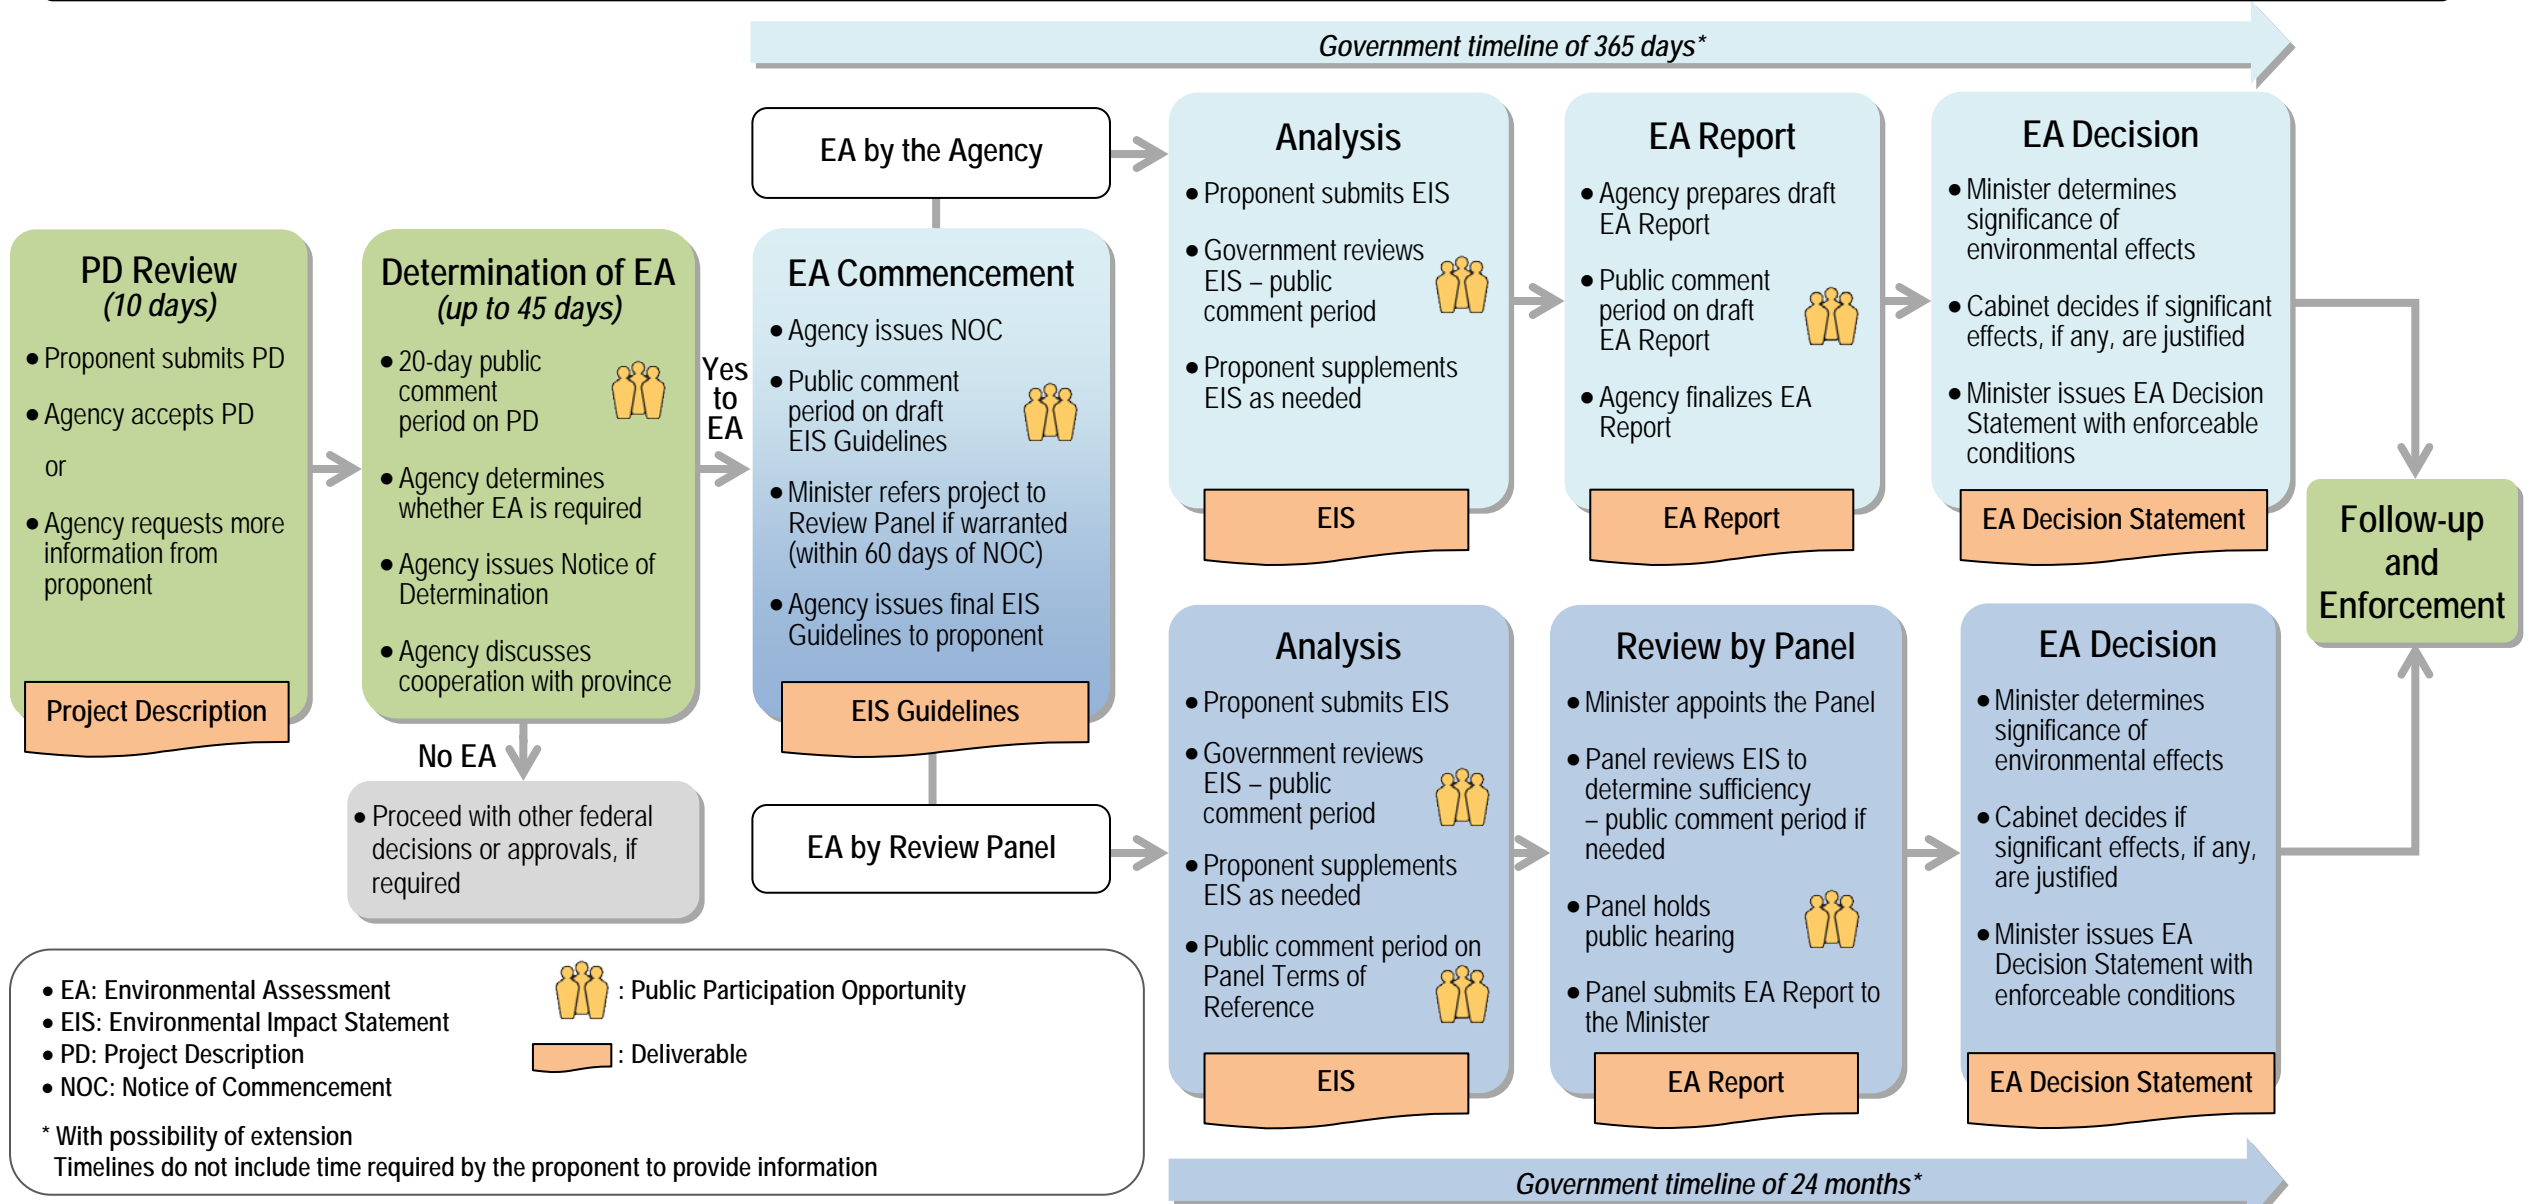 Government timeline of 365 days*
PD Review
(10 days)
• Proponent submits PD
• Agency accepts PD
or
• Agency requests more
information from
proponent
Project Description
Determination of EA
(up to 45 days)
• 20-day public
comment
period on PD
• Agency determines
whether EA is required
• Agency issues Notice of
Determination
• Agency discusses
cooperation with province
No EA
• Proceed with other federal
decisions or approvals, if
required
Yes
to
EA
EA by the Agency
EA Commencement
• Agency issues NOC
• Public comment
period on draft
EIS Guidelines
• Minister refers project to
Review Panel if warranted
(within 60 days of NOC)
• Agency issues final EIS
Guidelines to proponent
EIS Guidelines
EA by Review Panel
Analysis
• Proponent submits EIS
• Government reviews
EIS – public
comment period
• Proponent supplements
EIS as needed
EIS
EA Report
• Agency prepares draft
EA Report
• Public comment
period on draft
EA Report
• Agency finalizes EA
Report
EA Report
EA Decision
• Minister determines
significance of
environmental effects
• Cabinet decides if significant
effects, if any, are justified
• Minister issues EA Decision
Statement with enforceable
conditions
EA Decision Statement
Analysis
• Proponent submits EIS
• Government reviews
EIS – public
comment period
• Proponent supplements
EIS as needed
• Public comment period on
Panel Terms of
Reference
EIS
Review by Panel
• Minister appoints the Panel
• Panel reviews EIS to
determine sufficiency
– public comment period if
needed
• Panel holds
public hearing
• Panel submits EA Report to
the Minister
EA Report
EA Decision
• Minister determines
significance of
environmental effects
• Cabinet decides if
significant effects, if any,
are justified
• Minister issues EA
Decision Statement with
enforceable conditions
EA Decision Statement
Follow-up
and
Enforcement
• EA: Environmental Assessment
• EIS: Environmental Impact Statement
• PD: Project Description
• NOC: Notice of Commencement
: Public Participation Opportunity
: Deliverable
* With possibility of extension
Timelines do not include time required by the proponent to provide information
Government timeline of 24 months*